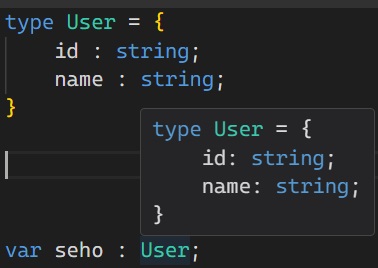 type User = {
    id : string;
    name : string;
}
type User = {
    id: string;
    name: string;
}
var seho : User;